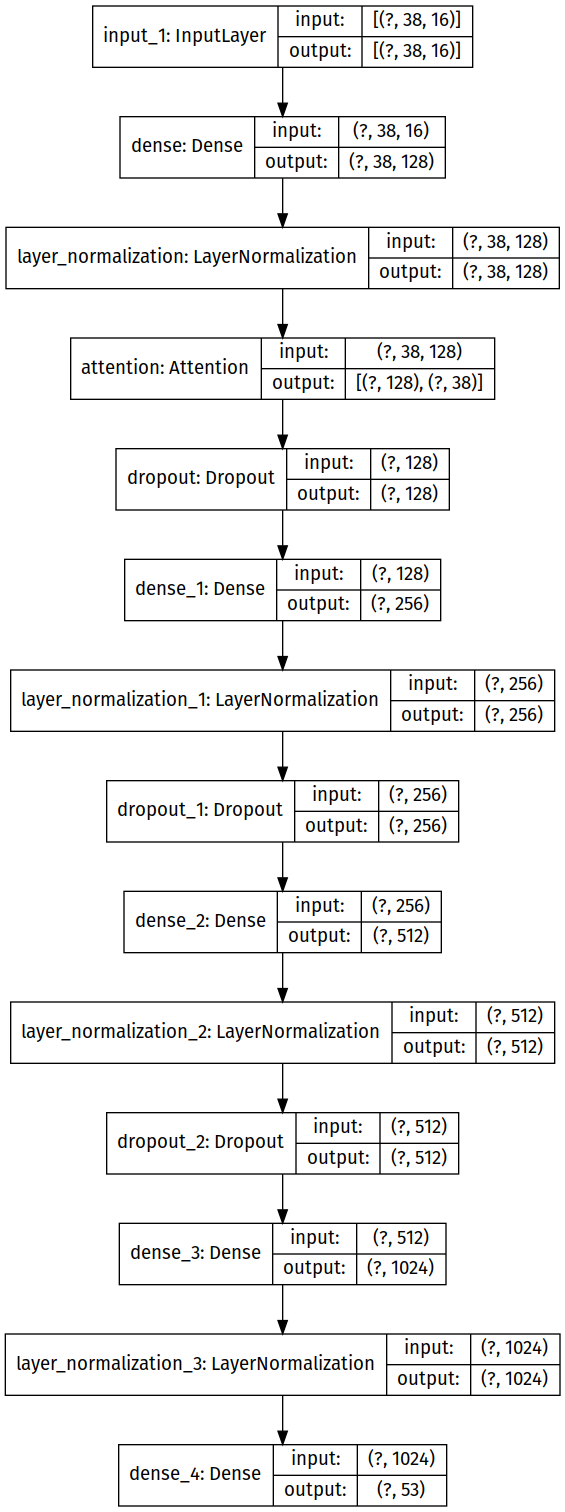 input_1: InputLayer
input: [(?, 38, 16)]
output: [(?, 38, 16)]
dense: Dense
input: (?, 38, 16)
output: (?, 38, 128)
layer_normalization: LayerNormalization
input: (?, 38, 128)
output: (?, 38, 128)
attention: Attention
input: (?, 38, 128)
output: [(?, 128), (?, 38)]
dropout: Dropout
input: (?, 128)
output: (?, 128)
dense_1: Dense
input: (?, 128)
output: (?, 256)
layer_normalization_1: LayerNormalization
input: (?, 256)
output: (?, 256)
dropout_1: Dropout
input: (?, 256)
output: (?, 256)
dense_2: Dense
input: (?, 256)
output: (?, 512)
layer_normalization_2: LayerNormalization
input: (?, 512)
output: (?, 512)
dropout_2: Dropout
input: (?, 512)
output: (?, 512)
dense_3: Dense
input: (?, 512)
output: (?, 1024)
layer_normalization_3: LayerNormalization
input: (?, 1024)
output: (?, 1024)
dense_4: Dense
input: (?, 1024)
output: (?, 53)